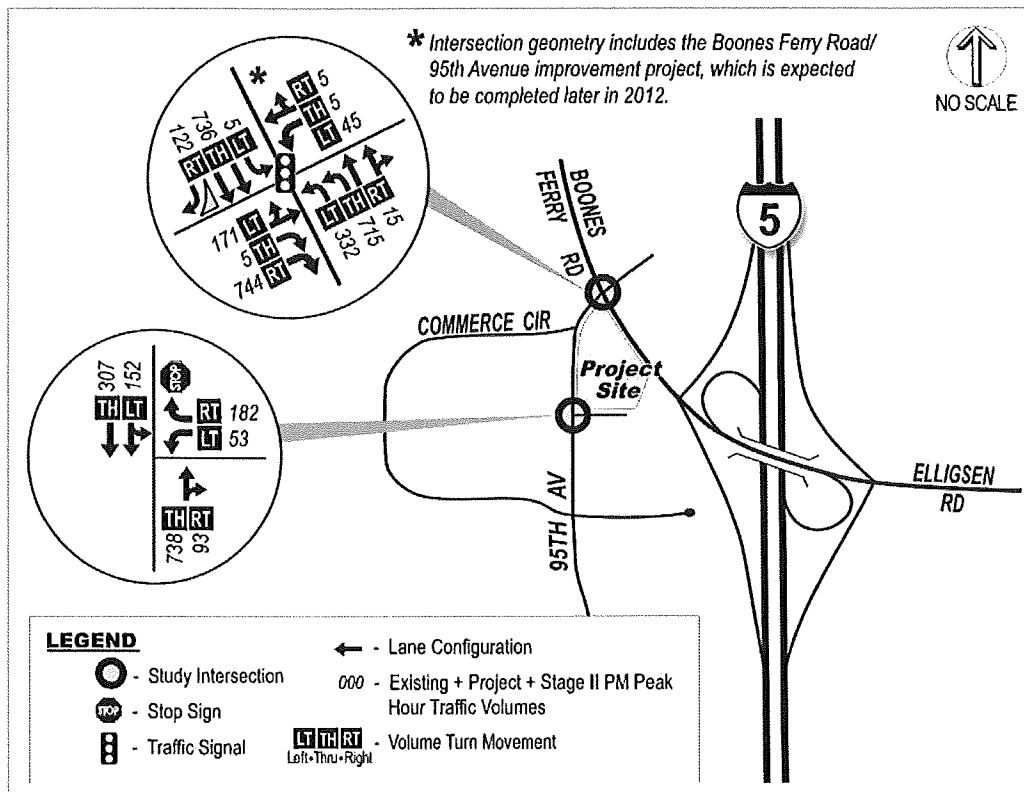 * Intersection geometry includes the Boones Ferry Road/
95th Avenue improvement project, which is expected
to be completed later in 2012.
NO SCALE
*
RT 5
TH 5
LT 45
122 736 5
RT TH LT
171 LT
5 TH
744 RT
LT TH RT
332 715 15
BOONES
FERRY RD
5
COMMERCE CIR
Project
Site
307 152
TH LT
STOP
RT 182
LT 53
TH RT
738 93
95TH AV
ELLIGSEN
RD
LEGEND
- Study Intersection
STOP - Stop Sign
- Traffic Signal
- Lane Configuration
000 - Existing + Project + Stage II PM Peak
Hour Traffic Volumes
LT TH RT - Volume Turn Movement
Left•Thru•Right